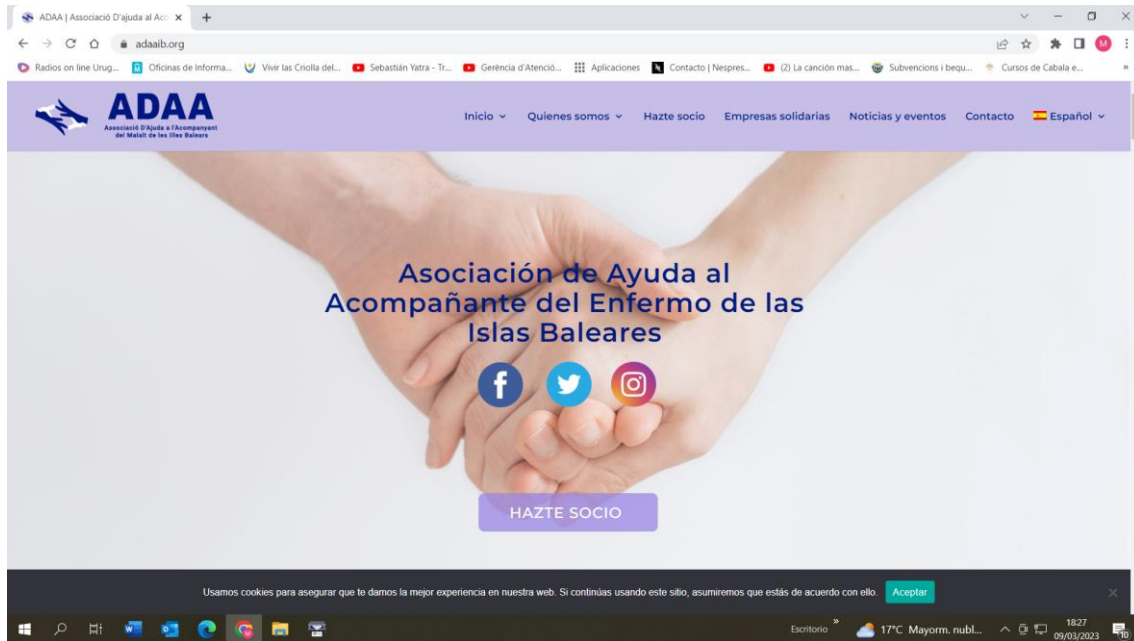 ADAA | Associació D'ajuda al Aco
adaaib.org
M
Radios on line Urug... Oficinas de Informa... Vivir las Criolla del... Sebastián Yatra - Tr... Gerència d'Atenció... Aplicaciones Contacto | Nespres... (2) La canción mas... Subvencions i bequ... Cursos de Cabala e... »
ADAA
Associació D'Ajuda a l'Acompanyant
del Malalt de les Illes Balears
Inicio Quienes somos Hazte socio Empresas solidarias Noticias y eventos Contacto Español
Asociación de Ayuda al
Acompañante del Enfermo de las
Islas Baleares
HAZTE SOCIO
Usamos cookies para asegurar que te damos la mejor experiencia en nuestra web. Si continúas usando este sitio, asumiremos que estás de acuerdo con ello. Aceptar
Escritorio » 17°C Mayorm. nubl... 18:27
09/03/2023 10